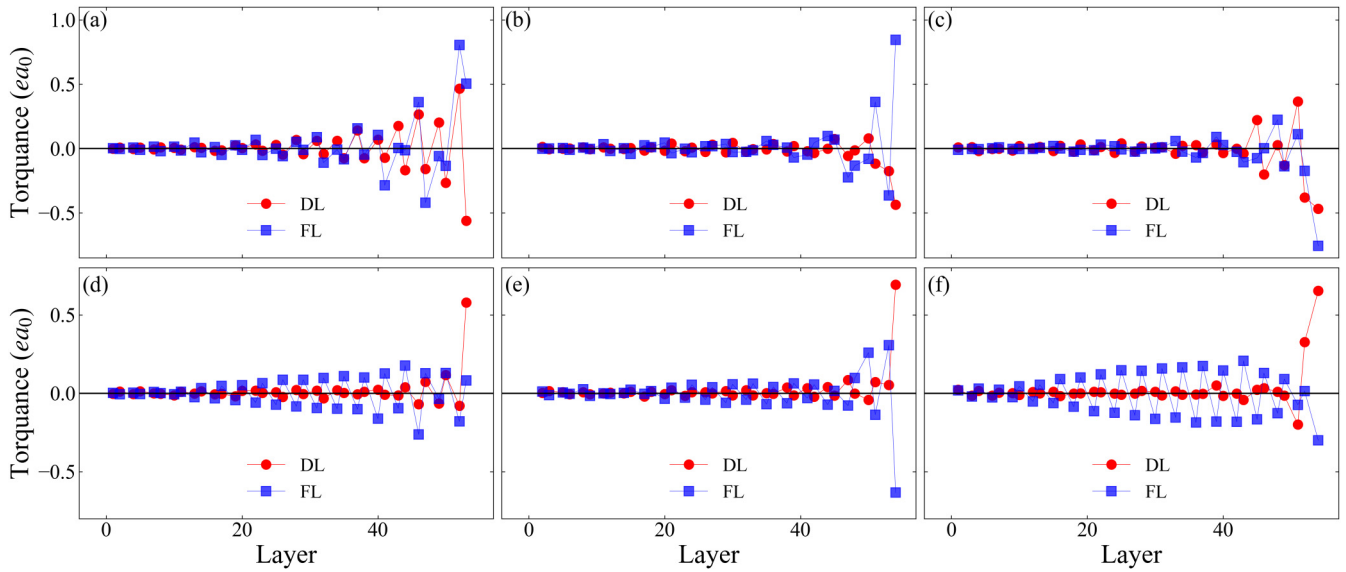 (a) (b) (c)
1.0
0.5
0.0
−0.5
Torquance (ea₀)
DL DL DL
FL FL FL
(d) (e) (f)
0.5
0.0
−0.5
Torquance (ea₀)
DL DL DL
FL FL FL
0 20 40 0 20 40 0 20 40
Layer Layer Layer